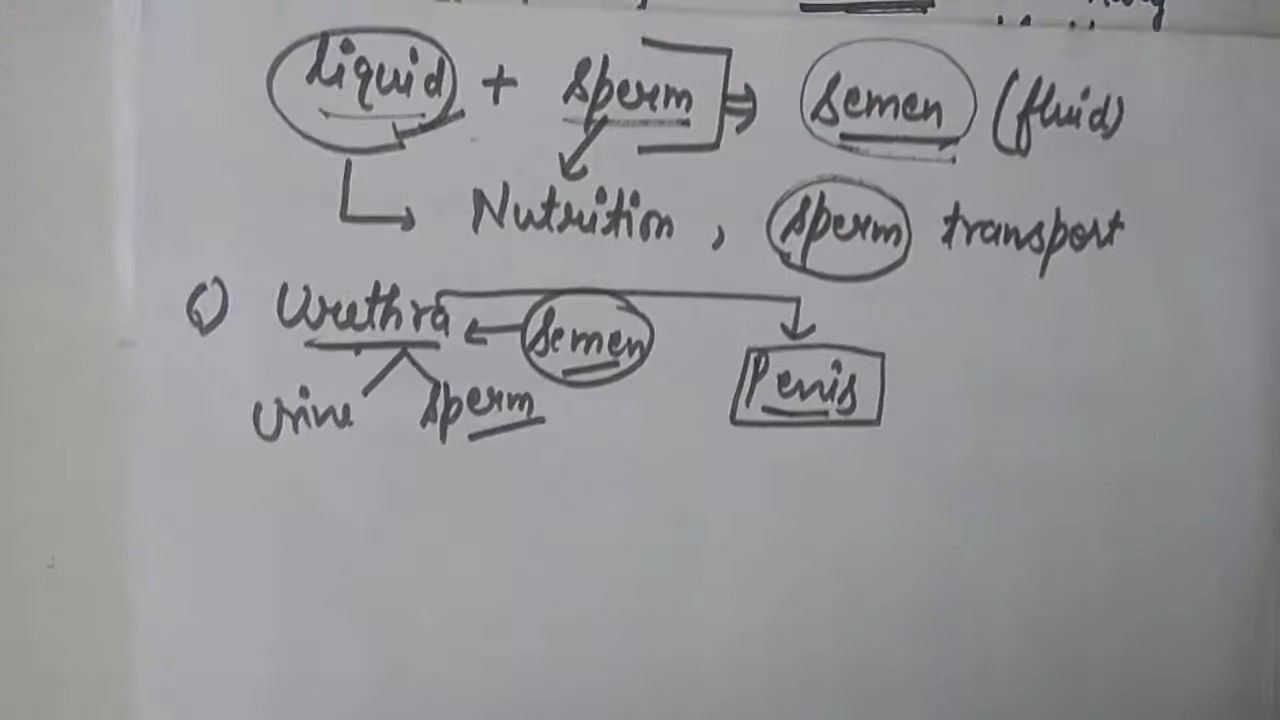 liquid + sperm ⇒ semen (fluid)
Nutrition , sperm transport
Urethra ← Semen
Penis
Urine sperm